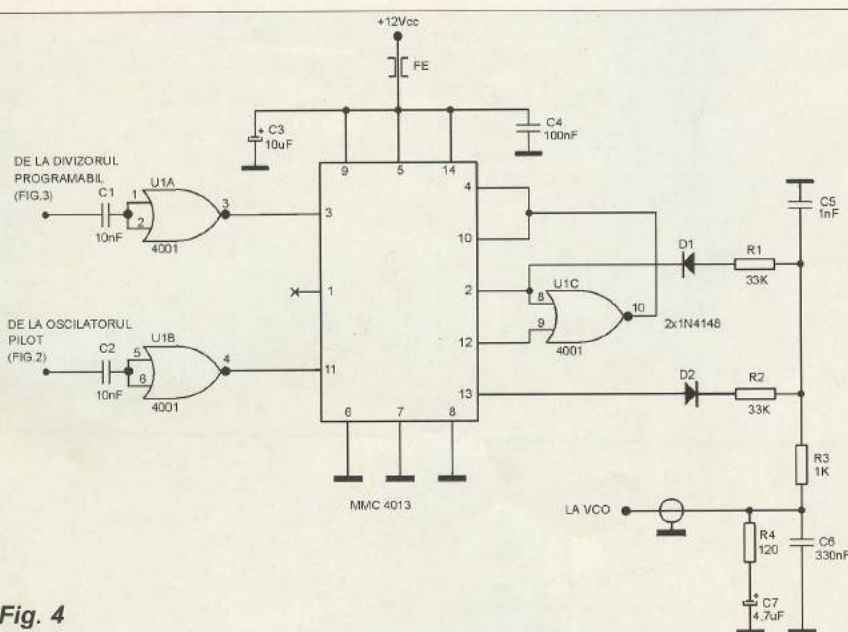 +12Vcc
FE
+
C3
10uF
C4
100nF
9
5
14
DE LA DIVIZORUL
PROGRAMABIL
(FIG.3)
C1
10nF
U1A
1
2
3
4001
3
4
10
C5
1nF
D1
R1
33K
1
2
U1C
8
9
10
4001
2x1N4148
DE LA OSCILATORUL
PILOT
(FIG.2)
C2
10nF
U1B
5
6
4
4001
11
12
13
D2
R2
33K
6
7
8
MMC 4013
R3
1K
LA VCO
R4
120
C6
330nF
+
C7
4,7uF
Fig. 4